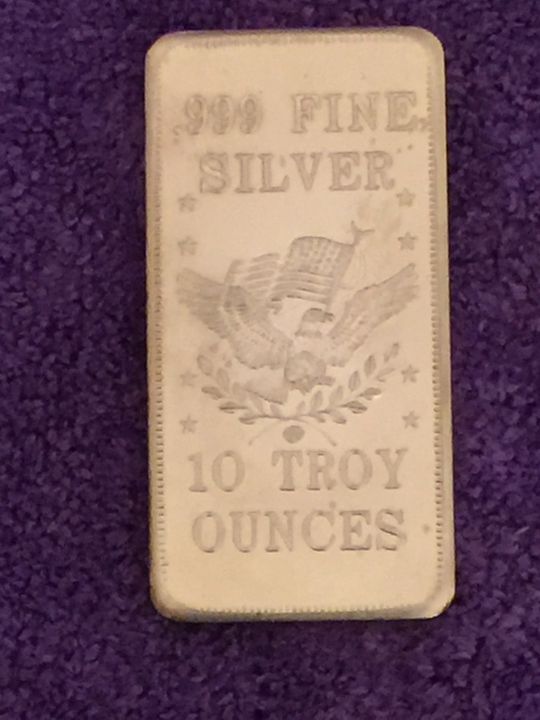 999 FINE
SILVER
10 TROY
OUNCES